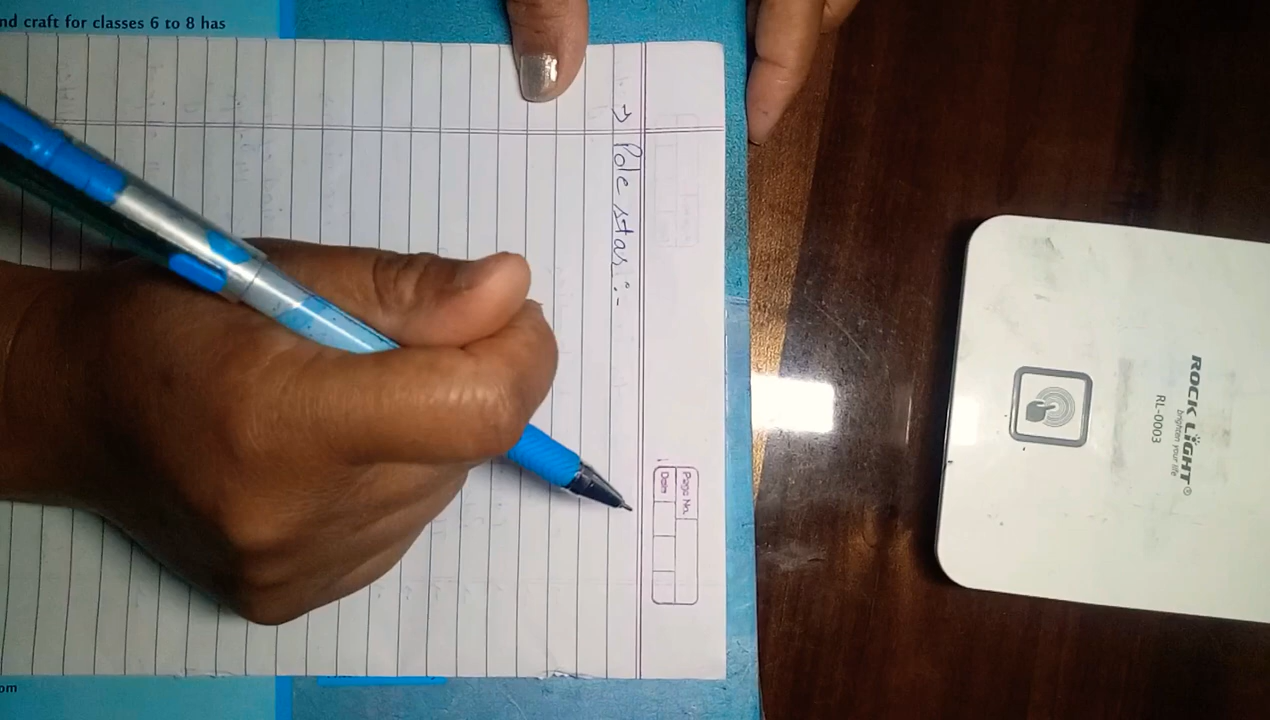 nd craft for classes 6 to 8 has
→ Pole star :-
Page No.
Date
ROCK LIGHT®
brighten your life
RL-0003
om